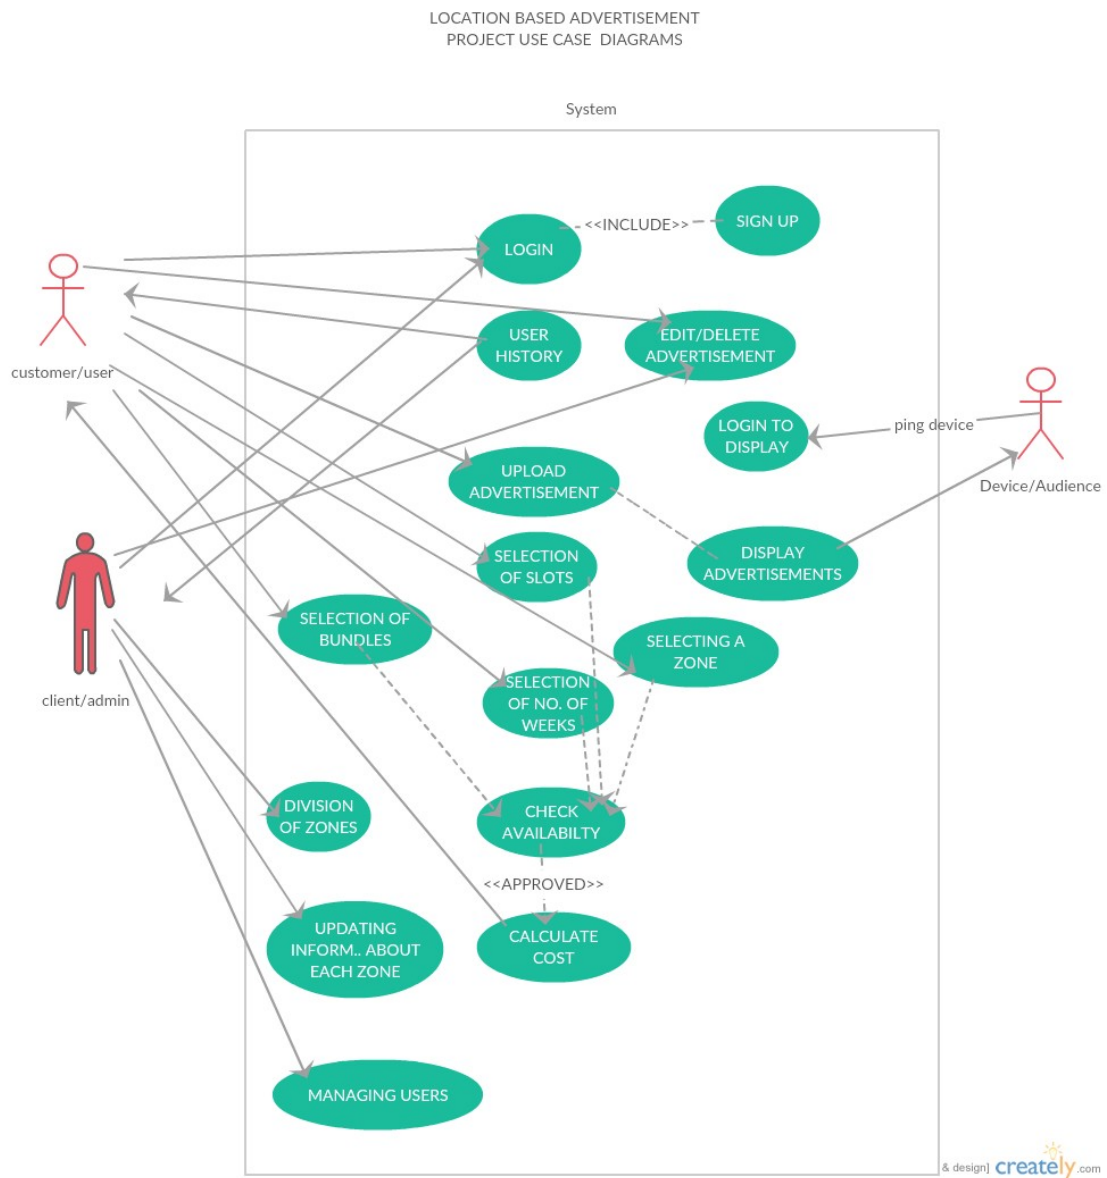 LOCATION BASED ADVERTISEMENT
PROJECT USE CASE DIAGRAMS
System
SIGN UP
<<INCLUDE>>
LOGIN
USER
HISTORY
EDIT/DELETE
ADVERTISEMENT
customer/user
LOGIN TO
DISPLAY
ping device
Device/Audience
UPLOAD
ADVERTISEMENT
SELECTION
OF SLOTS
DISPLAY
ADVERTISEMENTS
SELECTION OF
BUNDLES
SELECTING A
ZONE
client/admin
SELECTION
OF NO. OF
WEEKS
DIVISION
OF ZONES
CHECK
AVAILABILTY
<<APPROVED>>
UPDATING
INFORM.. ABOUT
EACH ZONE
CALCULATE
COST
MANAGING USERS
& design] creately.com